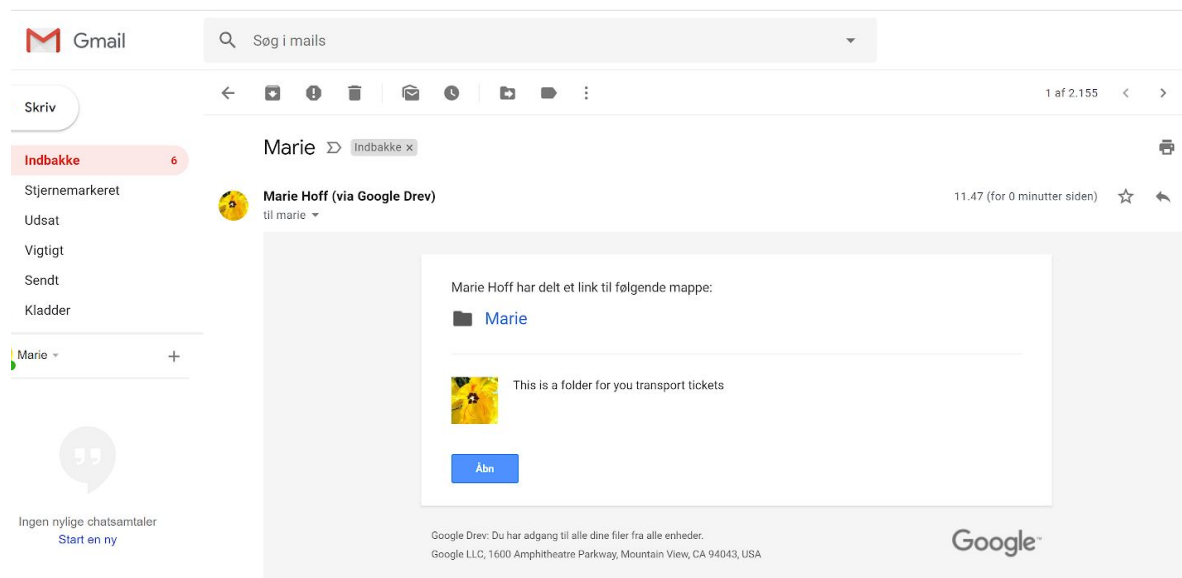 Gmail
Søg i mails
Skriv
1 af 2.155
Indbakke 6
Stjernemarkeret
Udsat
Vigtigt
Sendt
Kladder
Marie
Ingen nylige chatsamtaler
Start en ny
Marie Indbakke x
Marie Hoff (via Google Drev)
11.47 (for 0 minutter siden)
til marie
Marie Hoff har delt et link til følgende mappe:
Marie
This is a folder for you transport tickets
Åbn
Google Drev: Du har adgang til alle dine filer fra alle enheder.
Google LLC, 1600 Amphitheatre Parkway, Mountain View, CA 94043, USA
Google™